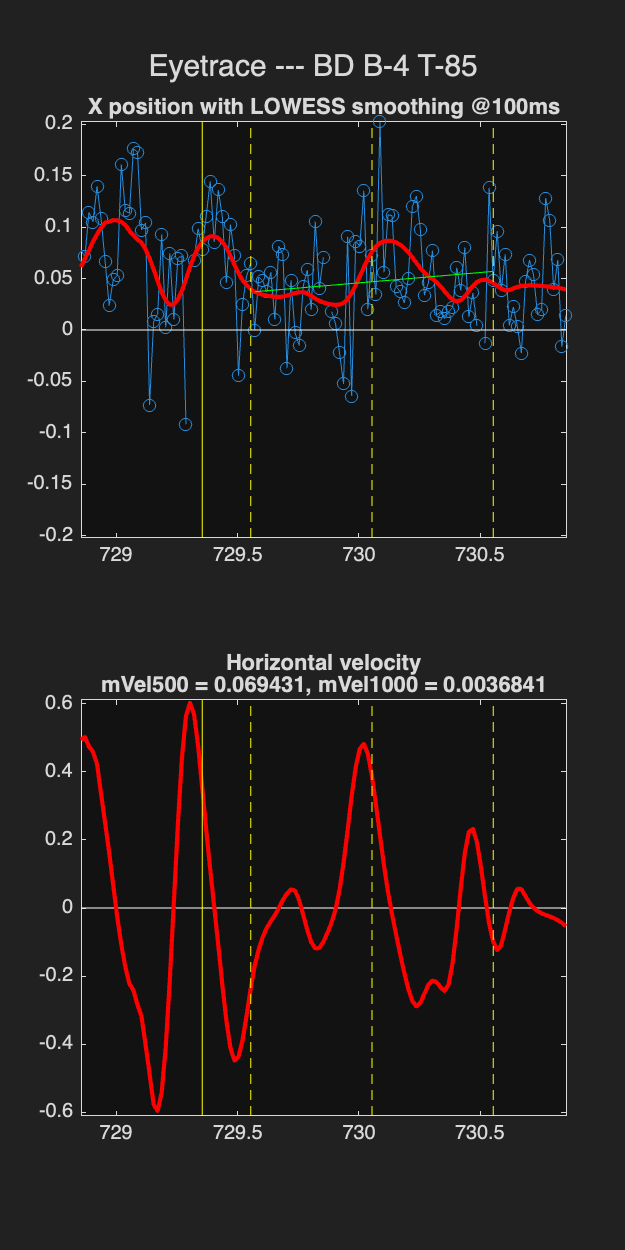 Eyetrace --- BD B-4 T-85
X position with LOWESS smoothing @100ms
0.2
0.15
0.1
0.05
0
-0.05
-0.1
-0.15
-0.2
729 729.5 730 730.5
Horizontal velocity
mVel500 = 0.069431, mVel1000 = 0.0036841
0.6
0.4
0.2
0
-0.2
-0.4
-0.6
729 729.5 730 730.5